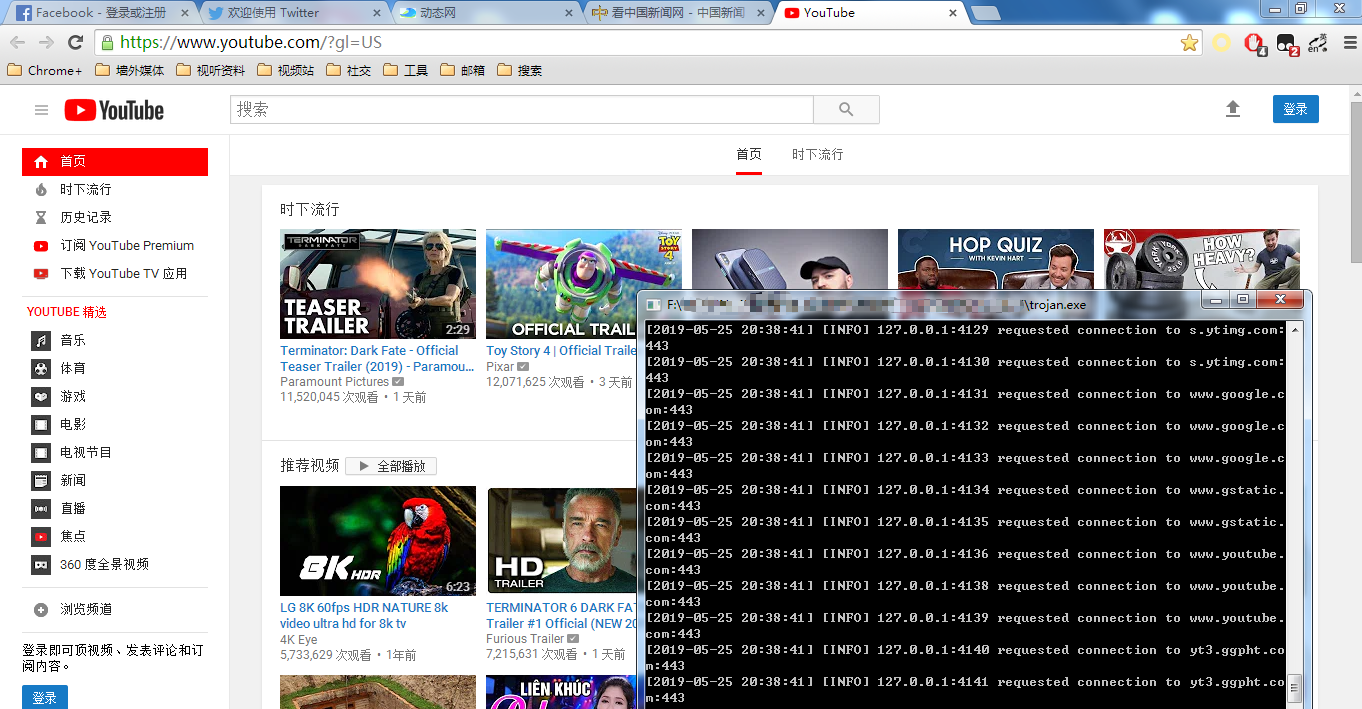 Facebook - 登录或注册
欢迎使用 Twitter
动态网
看中国新闻网 - 中国新闻
YouTube
https://www.youtube.com/?gl=US
4
2
英
en
Chrome+
墙外媒体
视听资料
视频站
社交
工具
邮箱
搜索
YouTube
搜索
登录
首页
时下流行
首页
时下流行
历史记录
订阅 YouTube Premium
下载 YouTube TV 应用
YOUTUBE 精选
音乐
体育
游戏
电影
电视节目
新闻
直播
焦点
360 度全景视频
浏览频道
登录即可顶视频、发表评论和订
阅内容。
登录
时下流行
TERMINATOR
DARK FATE
TEASER
TRAILER
2:29
Terminator: Dark Fate - Official
Teaser Trailer (2019) - Paramou...
Paramount Pictures
11,520,045 次观看 • 1 天前
TOY
STORY
4
OFFICIAL TRAI
Toy Story 4 | Official Traile
Pixar
12,071,625 次观看 • 3 天前
HOP QUIZ
WITH KEVIN HART
HOW
HEAVY?
推荐视频
全部播放
8K HDR
6:23
LG 8K 60fps HDR NATURE 8k
video ultra hd for 8k tv
4K Eye
5,733,629 次观看 • 1年前
HD
TRAILER
TERMINATOR 6 DARK FAT
Trailer #1 Official (NEW 20
Furious Trailer
7,215,631 次观看 • 1 天前
LIÊN KHÚC
F:\
\trojan.exe
[2019-05-25 20:38:41] [INFO] 127.0.0.1:4129 requested connection to s.ytimg.com:
443
[2019-05-25 20:38:41] [INFO] 127.0.0.1:4130 requested connection to s.ytimg.com:
443
[2019-05-25 20:38:41] [INFO] 127.0.0.1:4131 requested connection to www.google.c
om:443
[2019-05-25 20:38:41] [INFO] 127.0.0.1:4132 requested connection to www.google.c
om:443
[2019-05-25 20:38:41] [INFO] 127.0.0.1:4133 requested connection to www.google.c
om:443
[2019-05-25 20:38:41] [INFO] 127.0.0.1:4134 requested connection to www.gstatic.
com:443
[2019-05-25 20:38:41] [INFO] 127.0.0.1:4135 requested connection to www.gstatic.
com:443
[2019-05-25 20:38:41] [INFO] 127.0.0.1:4136 requested connection to www.youtube.
com:443
[2019-05-25 20:38:41] [INFO] 127.0.0.1:4138 requested connection to www.youtube.
com:443
[2019-05-25 20:38:41] [INFO] 127.0.0.1:4139 requested connection to www.youtube.
com:443
[2019-05-25 20:38:41] [INFO] 127.0.0.1:4140 requested connection to yt3.ggpht.co
m:443
[2019-05-25 20:38:41] [INFO] 127.0.0.1:4141 requested connection to yt3.ggpht.co
m:443